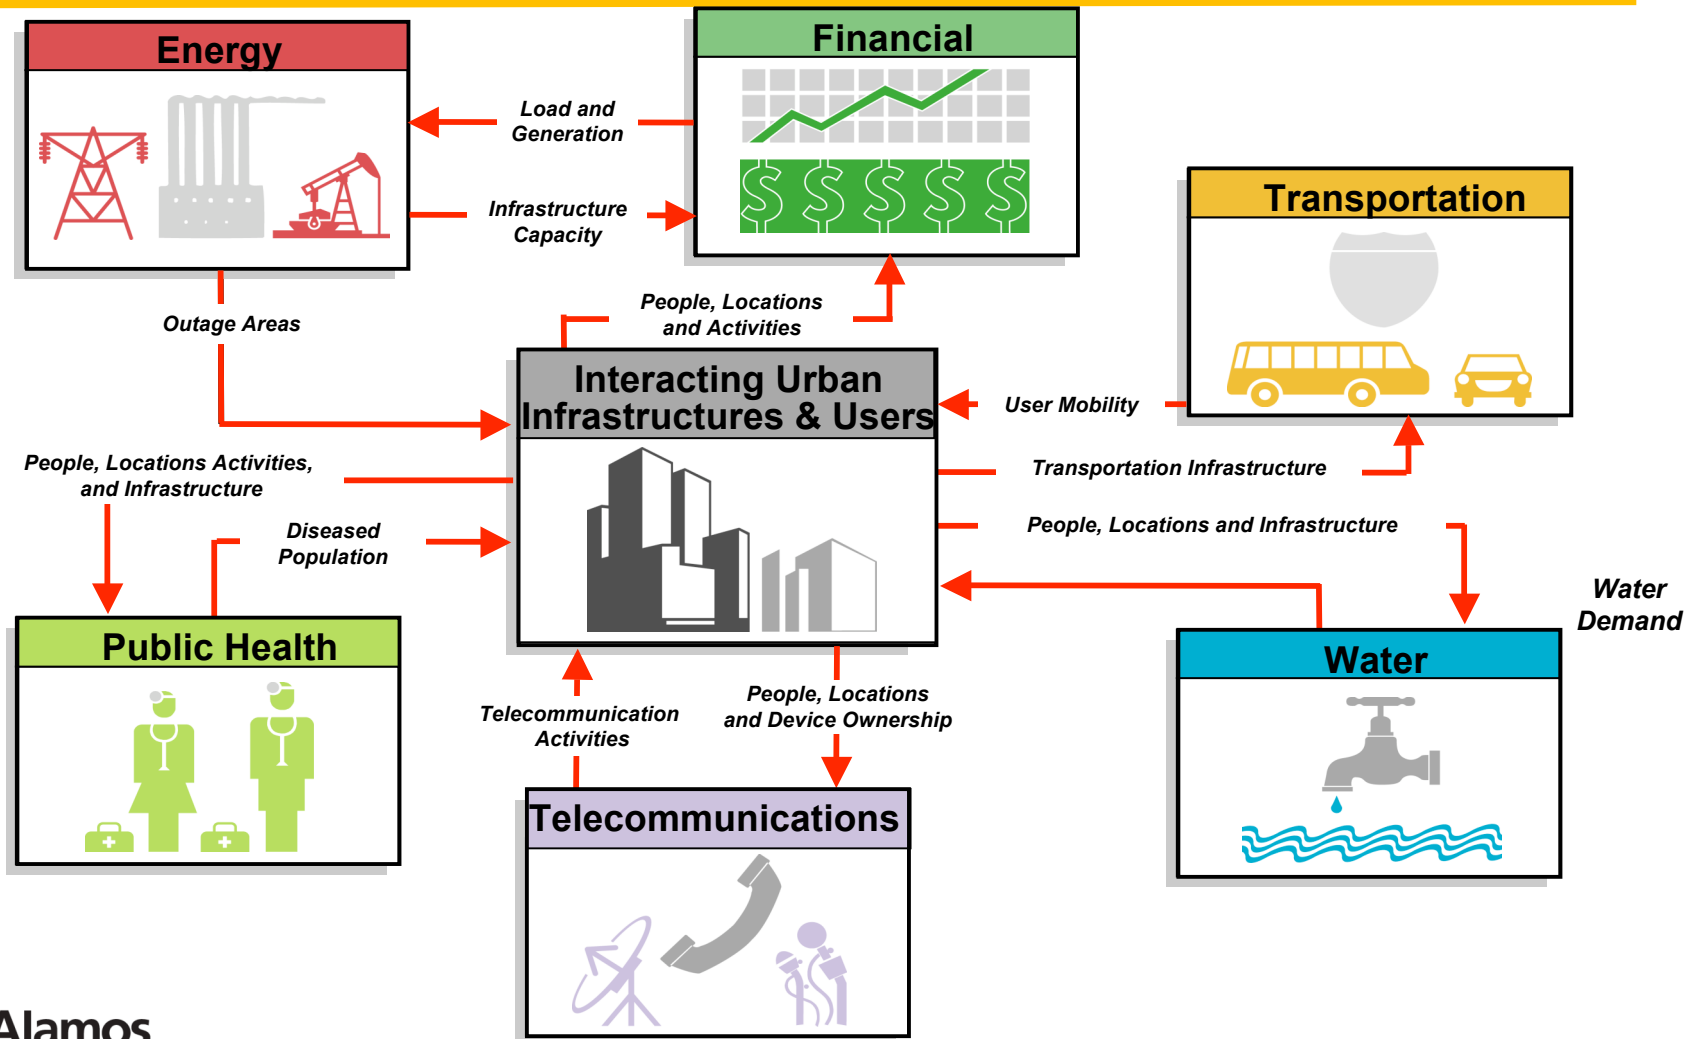 Energy
Financial
Load and
Generation
Infrastructure
Capacity
Transportation
Outage Areas
People, Locations
and Activities
Interacting Urban
Infrastructures & Users
User Mobility
People, Locations Activities,
and Infrastructure
Transportation Infrastructure
Diseased
Population
People, Locations and Infrastructure
Water
Demand
Public Health
Water
Telecommunication
Activities
People, Locations
and Device Ownership
Telecommunications
$ $ $ $ $
Alamos